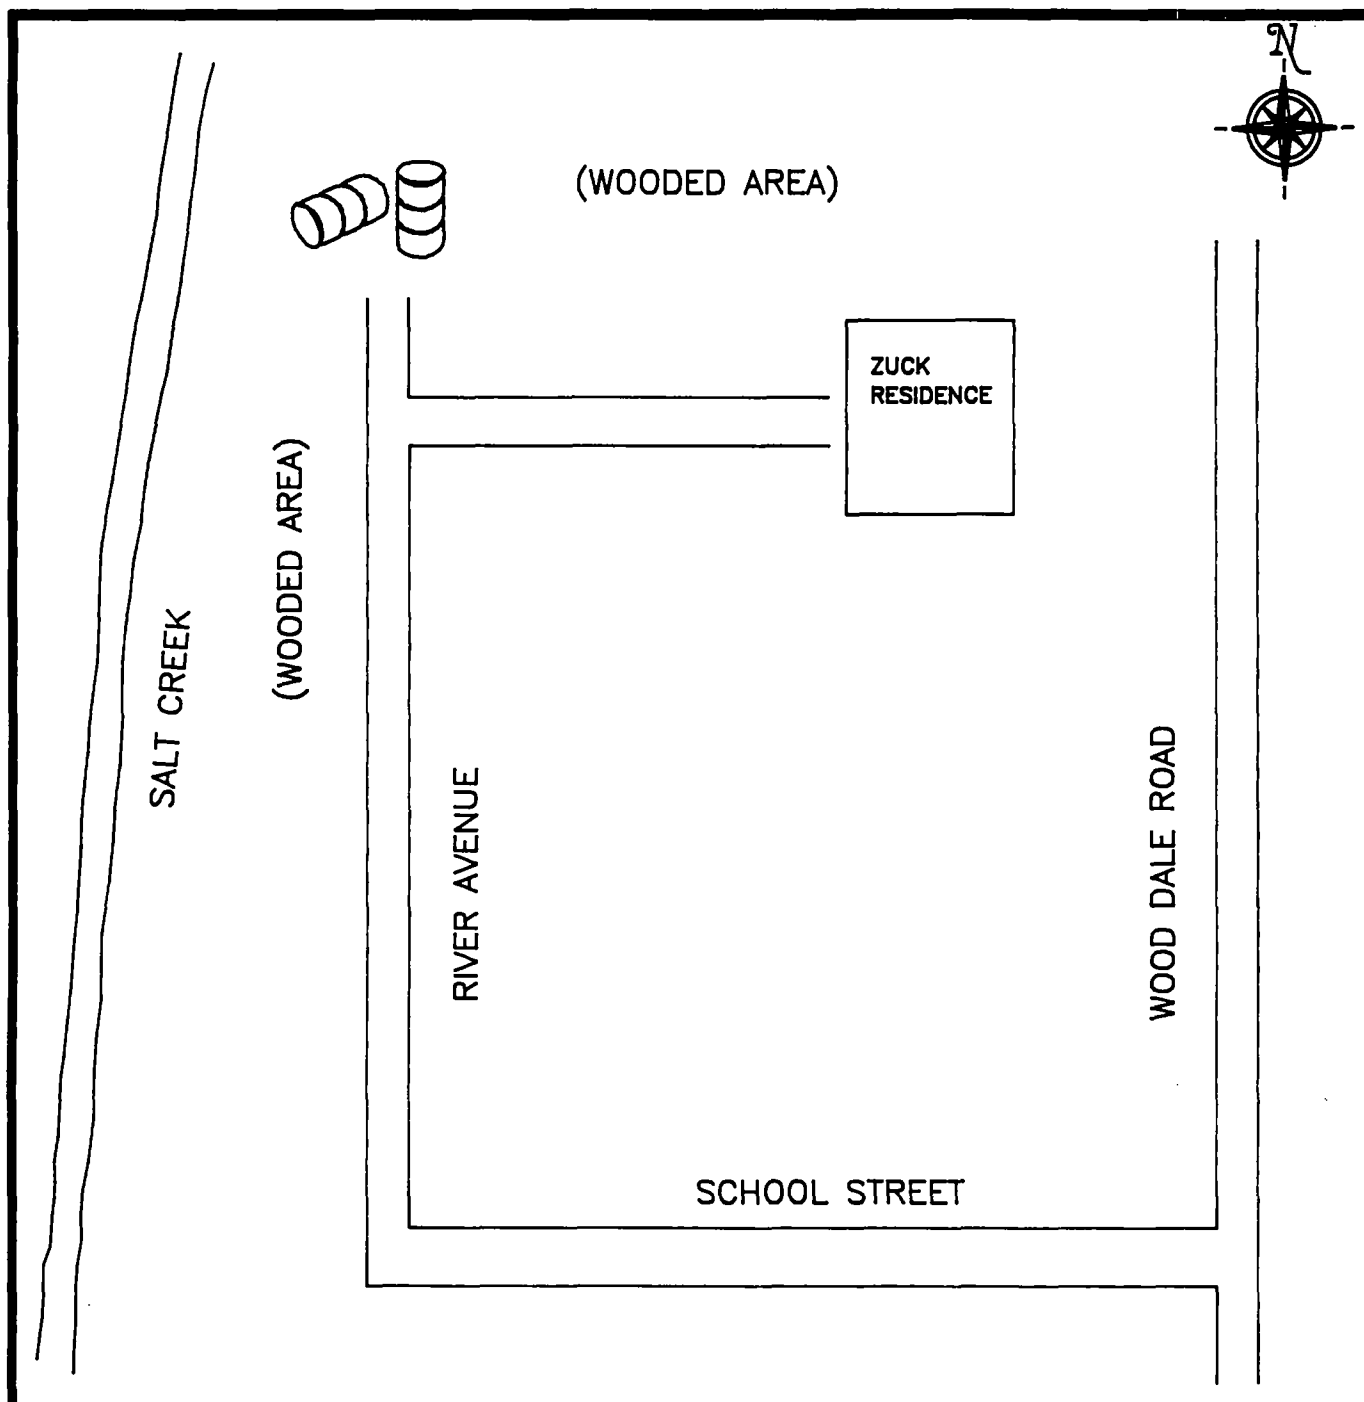 N
(WOODED AREA)
ZUCK
RESIDENCE
(WOODED AREA)
SALT CREEK
RIVER AVENUE
WOOD DALE ROAD
SCHOOL STREET